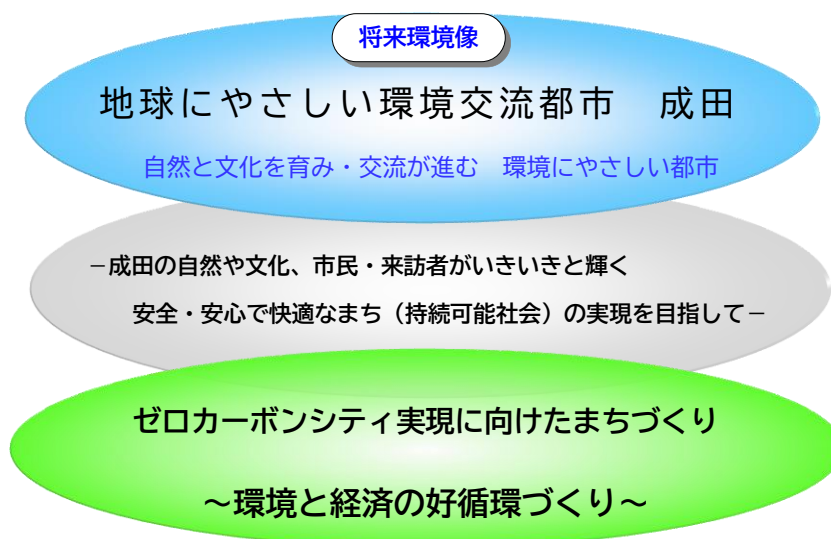 将来環境像
地球にやさしい環境交流都市　成田
自然と文化を育み・交流が進む　環境にやさしい都市
－成田の自然や文化、市民・来訪者がいきいきと輝く
安全・安心で快適なまち（持続可能社会）の実現を目指して－
ゼロカーボンシティ実現に向けたまちづくり
～環境と経済の好循環づくり～